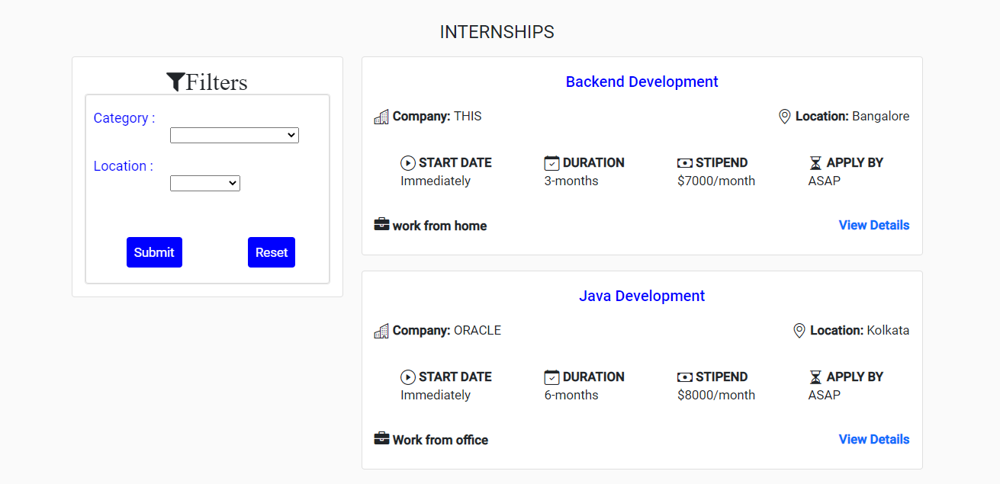 INTERNSHIPS
Filters
Category :
Location :
Submit Reset
Backend Development
Company: THIS Location: Bangalore
START DATE DURATION STIPEND APPLY BY
Immediately 3-months $7000/month ASAP
work from home View Details
Java Development
Company: ORACLE Location: Kolkata
START DATE DURATION STIPEND APPLY BY
Immediately 6-months $8000/month ASAP
Work from office View Details